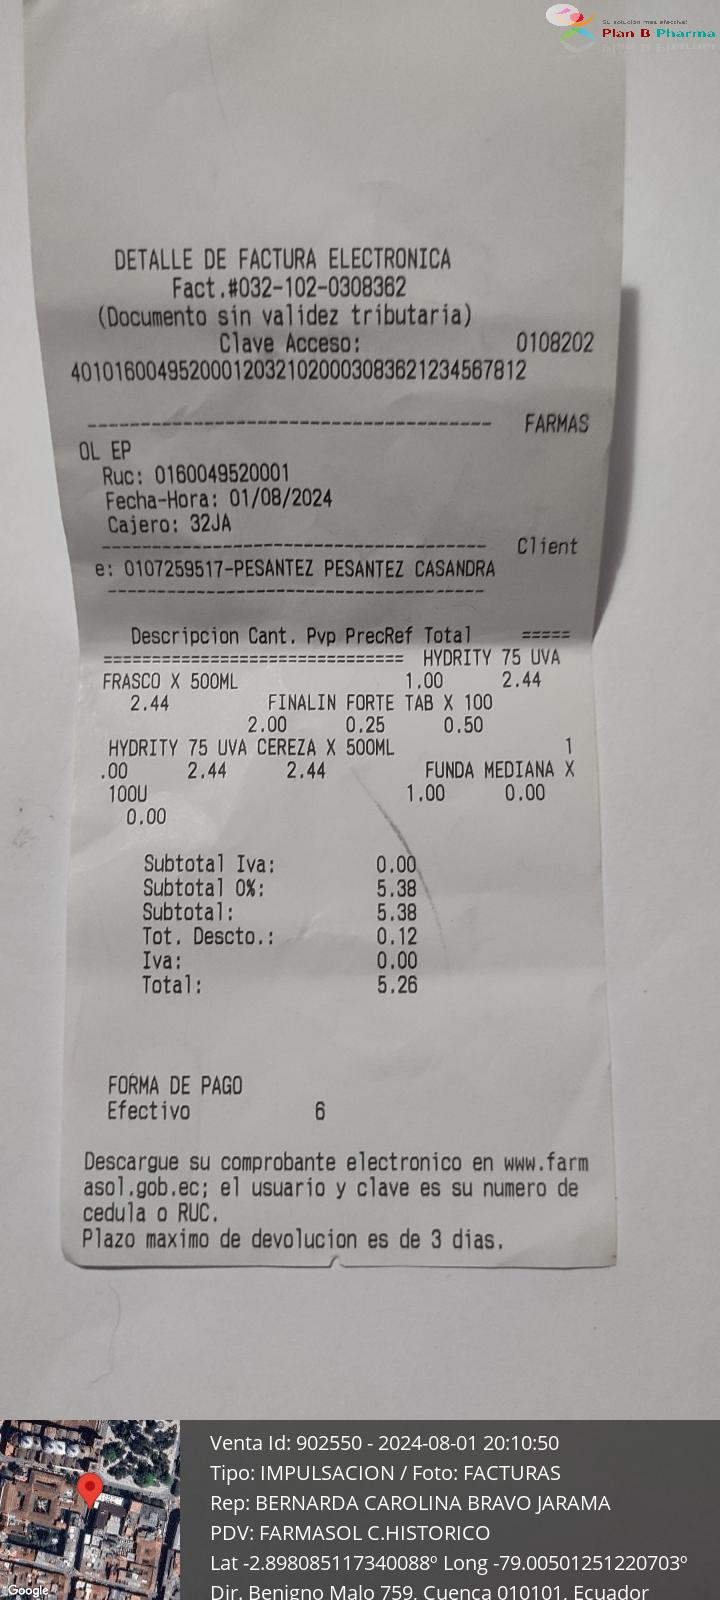 Su solución más efectiva!
Plan B Pharma
DETALLE DE FACTURA ELECTRONICA
Fact.#032-102-0308362
(Documento sin validez tributaria)
Clave Acceso: 0108202
401016004952000120321020003083621234567812
------------------------------------ FARMAS
OL EP
Ruc: 0160049520001
Fecha-Hora: 01/08/2024
Cajero: 32JA
------------------------------------ Client
e: 0107259517-PESANTEZ PESANTEZ CASANDRA
------------------------------------
Descripcion Cant. Pvp PrecRef Total =====
=============================== HYDRITY 75 UVA
FRASCO X 500ML 1.00 2.44
2.44 FINALIN FORTE TAB X 100
2.00 0.25 0.50
HYDRITY 75 UVA CEREZA X 500ML 1
.00 2.44 2.44 FUNDA MEDIANA X
100U 1.00 0.00
0.00
Subtotal Iva: 0.00
Subtotal 0%: 5.38
Subtotal: 5.38
Tot. Descto.: 0.12
Iva: 0.00
Total: 5.26
FORMA DE PAGO
Efectivo 6
Descargue su comprobante electronico en www.farm
asol.gob.ec; el usuario y clave es su numero de
cedula o RUC.
Plazo maximo de devolucion es de 3 dias.
Venta Id: 902550 - 2024-08-01 20:10:50
Tipo: IMPULSACION / Foto: FACTURAS
Rep: BERNARDA CAROLINA BRAVO JARAMA
PDV: FARMASOL C.HISTORICO
Lat -2.898085117340088º Long -79.00501251220703º
Dir. Benigno Malo 759, Cuenca 010101, Ecuador
Google